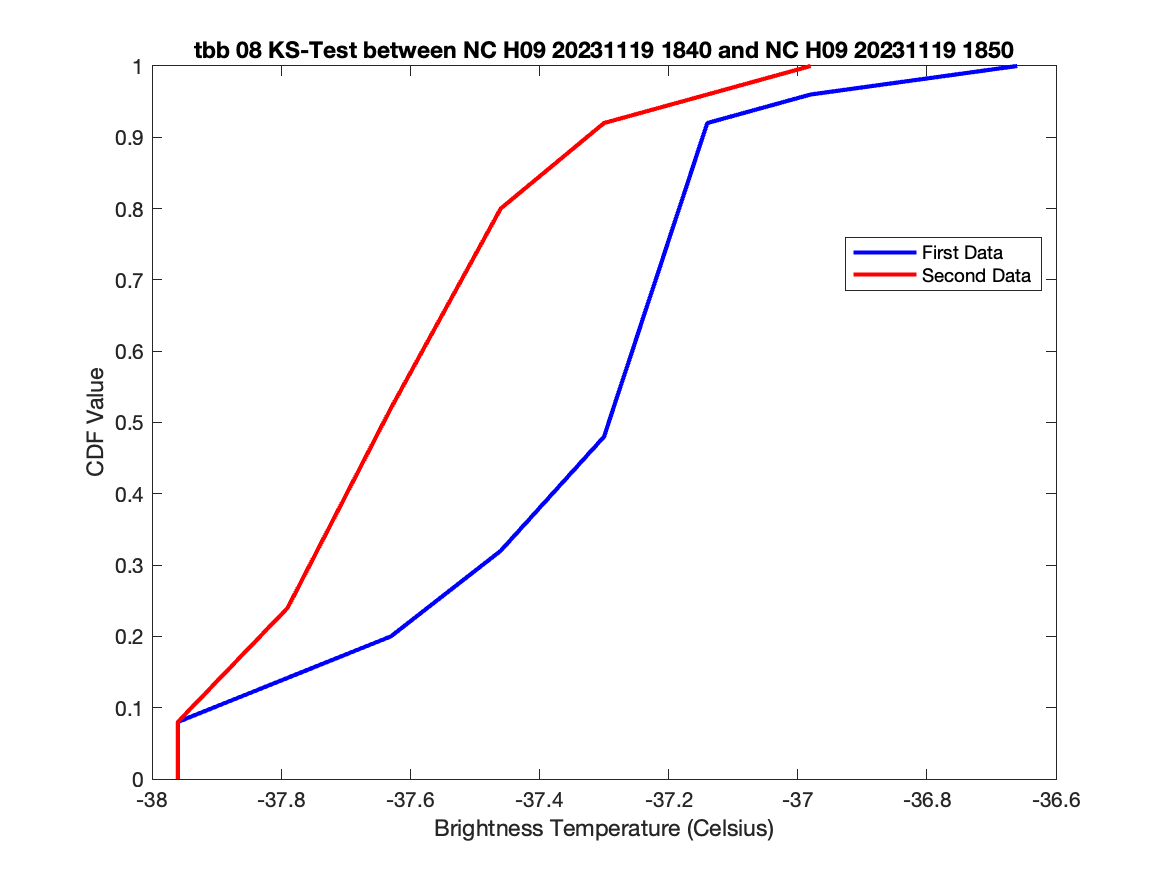 tbb 08 KS-Test between NC H09 20231119 1840 and NC H09 20231119 1850
1
0.9
0.8
0.7
0.6
0.5
0.4
0.3
0.2
0.1
0
CDF Value
First Data
Second Data
-38 -37.8 -37.6 -37.4 -37.2 -37 -36.8 -36.6
Brightness Temperature (Celsius)